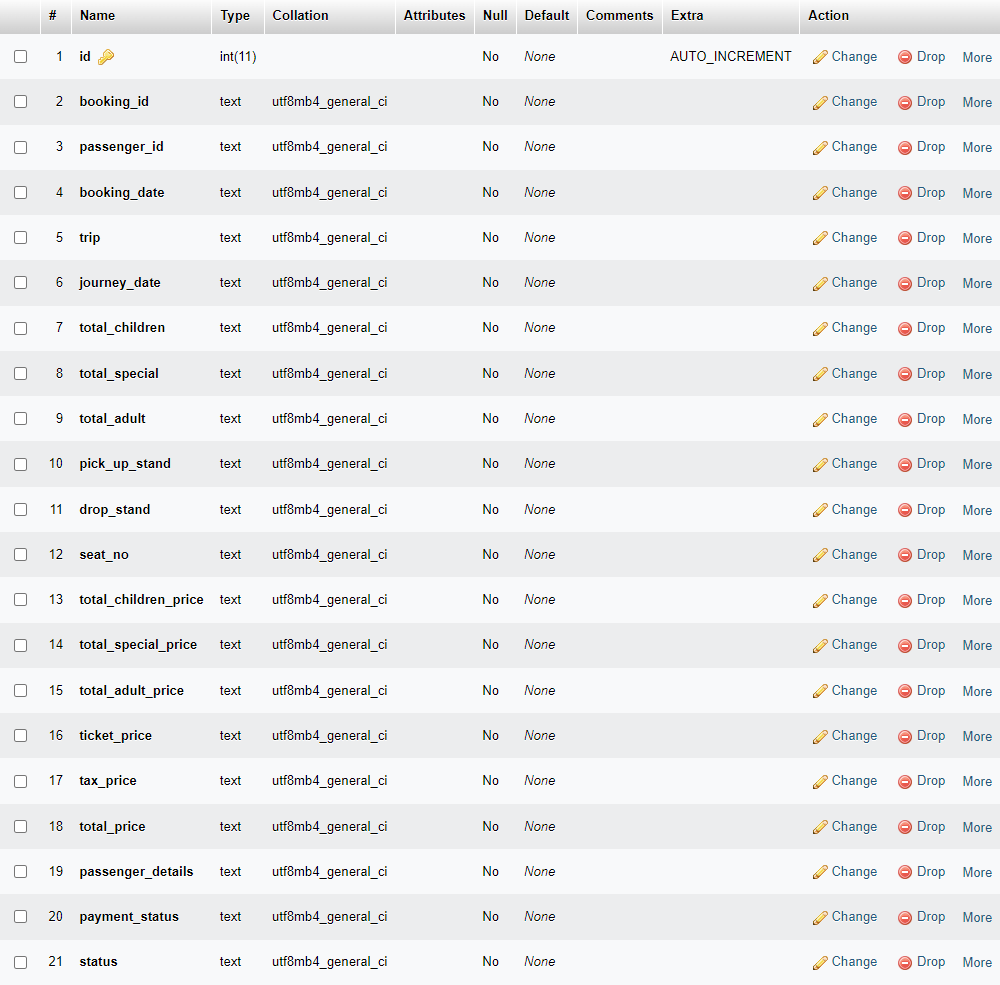 # Name Type Collation Attributes Null Default Comments Extra Action
1 id int(11) No None AUTO_INCREMENT Change Drop More
2 booking_id text utf8mb4_general_ci No None Change Drop More
3 passenger_id text utf8mb4_general_ci No None Change Drop More
4 booking_date text utf8mb4_general_ci No None Change Drop More
5 trip text utf8mb4_general_ci No None Change Drop More
6 journey_date text utf8mb4_general_ci No None Change Drop More
7 total_children text utf8mb4_general_ci No None Change Drop More
8 total_special text utf8mb4_general_ci No None Change Drop More
9 total_adult text utf8mb4_general_ci No None Change Drop More
10 pick_up_stand text utf8mb4_general_ci No None Change Drop More
11 drop_stand text utf8mb4_general_ci No None Change Drop More
12 seat_no text utf8mb4_general_ci No None Change Drop More
13 total_children_price text utf8mb4_general_ci No None Change Drop More
14 total_special_price text utf8mb4_general_ci No None Change Drop More
15 total_adult_price text utf8mb4_general_ci No None Change Drop More
16 ticket_price text utf8mb4_general_ci No None Change Drop More
17 tax_price text utf8mb4_general_ci No None Change Drop More
18 total_price text utf8mb4_general_ci No None Change Drop More
19 passenger_details text utf8mb4_general_ci No None Change Drop More
20 payment_status text utf8mb4_general_ci No None Change Drop More
21 status text utf8mb4_general_ci No None Change Drop More